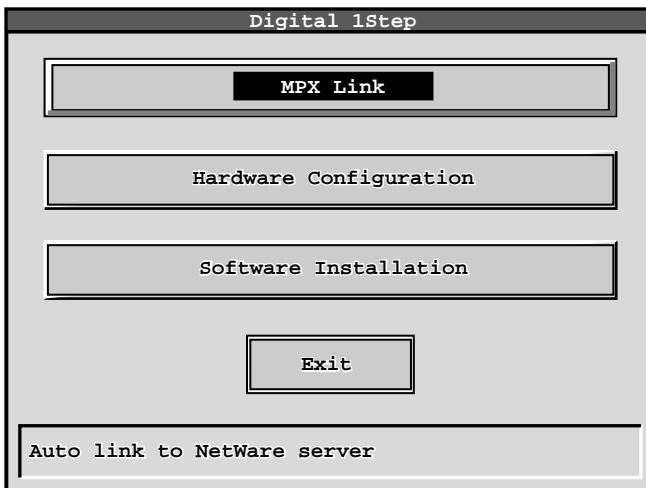 Digital 1Step
MPX Link
Hardware Configuration
Software Installation
Exit
Auto link to NetWare server